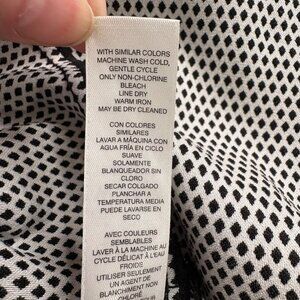 WITH SIMILAR COLORS
MACHINE WASH COLD,
GENTLE CYCLE
ONLY NON-CHLORINE
BLEACH
LINE DRY
WARM IRON
MAY BE DRY CLEANED
CON COLORES
SIMILARES
LAVAR A MÁQUINA CON
AGUA FRÍA EN CICLO
SUAVE
SOLAMENTE
BLANQUEADOR SIN
CLORO
SECAR COLGADO
PLANCHAR A
TEMPERATURA MEDIA
PUEDE LAVARSE EN
SECO
AVEC COULEURS
SEMBLABLES
LAVER À LA MACHINE AU
CYCLE DÉLICAT À L'EAU
FROIDE
UTILISER SEULEMENT
UN AGENT DE
BLANCHIMENT NON
CHLORÉ